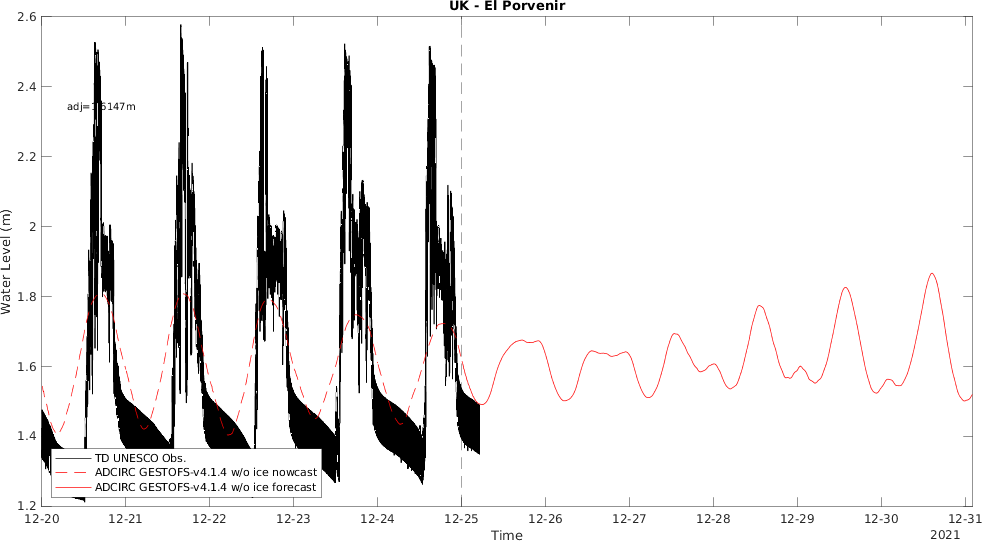 UK - El Porvenir
2.6
2.4
2.2
2
1.8
1.6
1.4
1.2
Water Level (m)
adj=1.5147m
TD UNESCO Obs.
ADCIRC GESTOFS-v4.1.4 w/o ice nowcast
ADCIRC GESTOFS-v4.1.4 w/o ice forecast
12-20 12-21 12-22 12-23 12-24 12-25 12-26 12-27 12-28 12-29 12-30 12-31
Time
2021